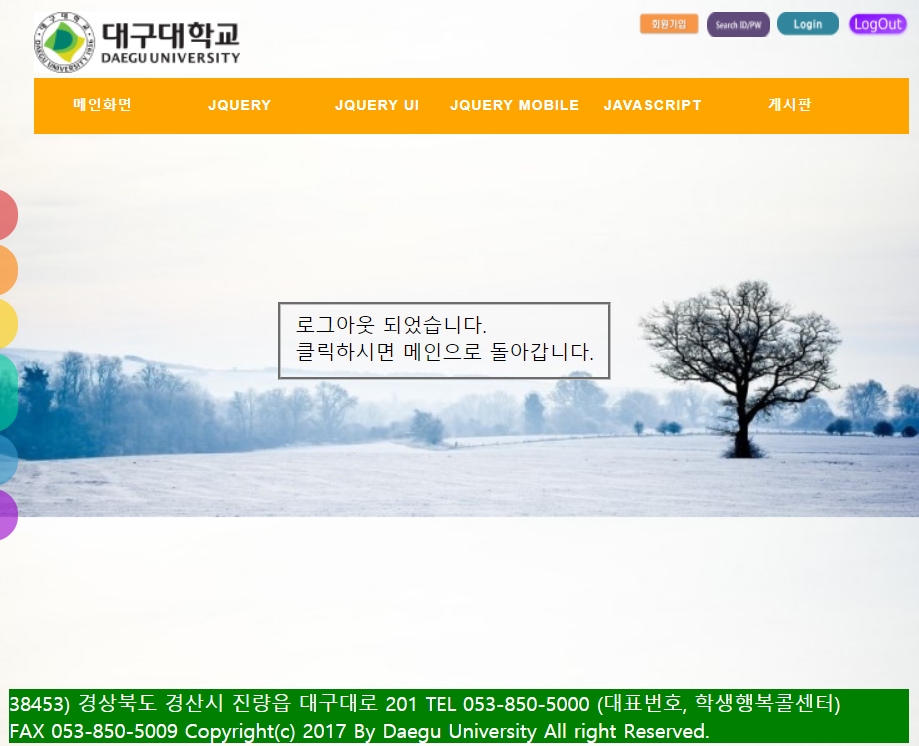 대구대학교
DAEGU UNIVERSITY
회원가입 Search ID/PW Login LogOut
메인화면 JQUERY JQUERY UI JQUERY MOBILE JAVASCRIPT 게시판
로그아웃 되었습니다.
클릭하시면 메인으로 돌아갑니다.
38453) 경상북도 경산시 진량읍 대구대로 201 TEL 053-850-5000 (대표번호, 학생행복콜센터)
FAX 053-850-5009 Copyright(c) 2017 By Daegu University All right Reserved.